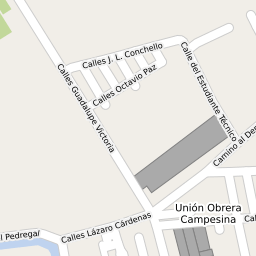 Calles J. L. Conchello
Calle del Estudiante Técnico
Calles Octavio Paz
Calles Guadalupe Victoria
Camino al Dep
Unión Obrera
Campesina
Calles Lázaro Cárdenas
l Pedregal